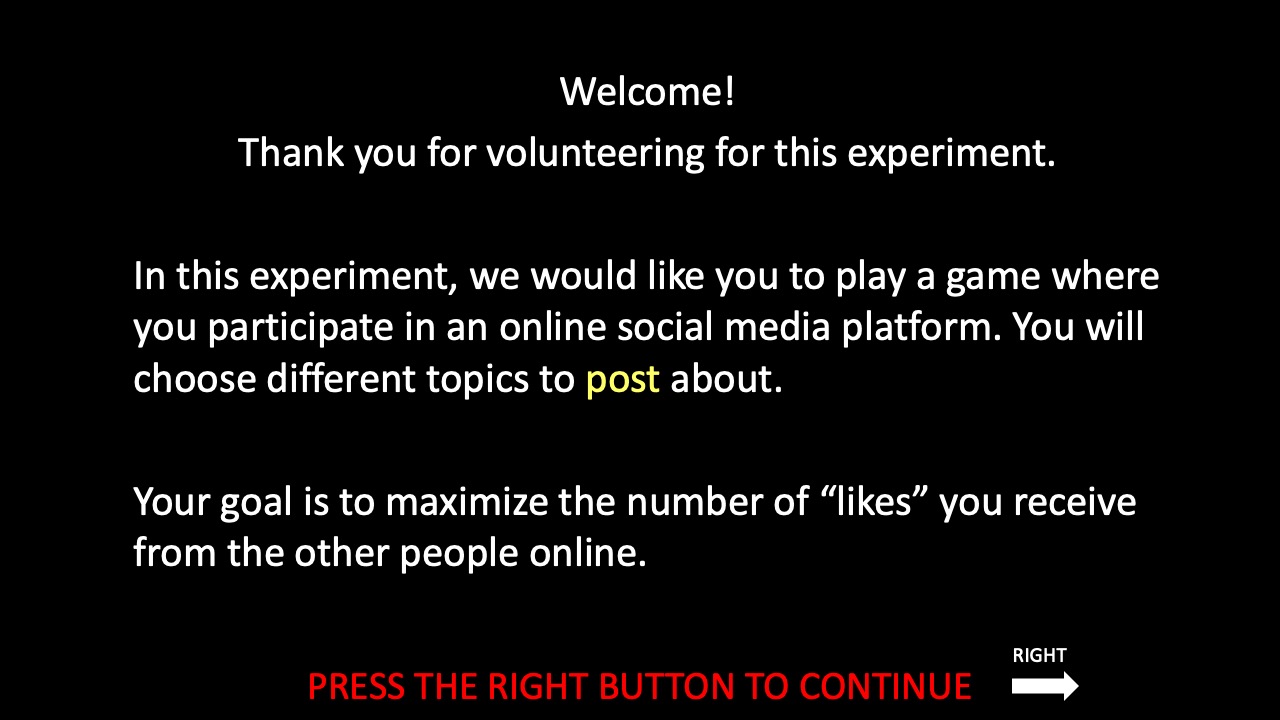 Welcome!
Thank you for volunteering for this experiment.
In this experiment, we would like you to play a game where
you participate in an online social media platform. You will
choose different topics to post about.
Your goal is to maximize the number of “likes” you receive
from the other people online.
RIGHT
PRESS THE RIGHT BUTTON TO CONTINUE